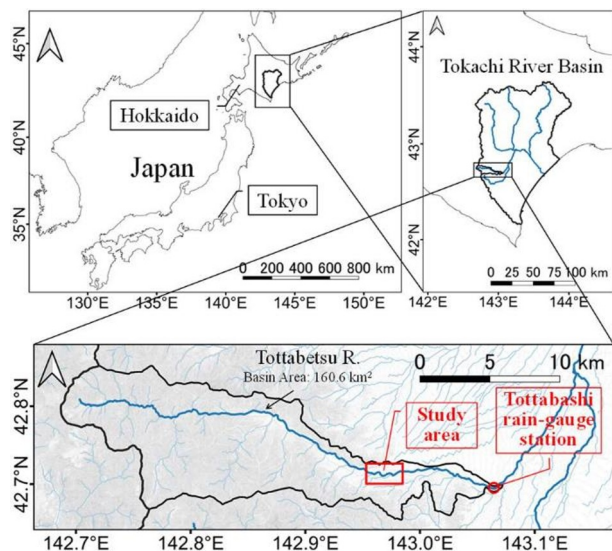 45°N
40°N
35°N
Hokkaido
Japan
Tokyo
0 200 400 600 800 km
130°E 135°E 140°E 145°E 150°E
Tokachi River Basin
44°N
43°N
42°N
0 25 50 75 100 km
142°E 143°E 144°E
Tottabetsu R.
Basin Area: 160.6 km²
0 5 10 km
Study
area
Tottabashi
rain-gauge
station
42.8°N
42.7°N
142.7°E 142.8°E 142.9°E 143.0°E 143.1°E